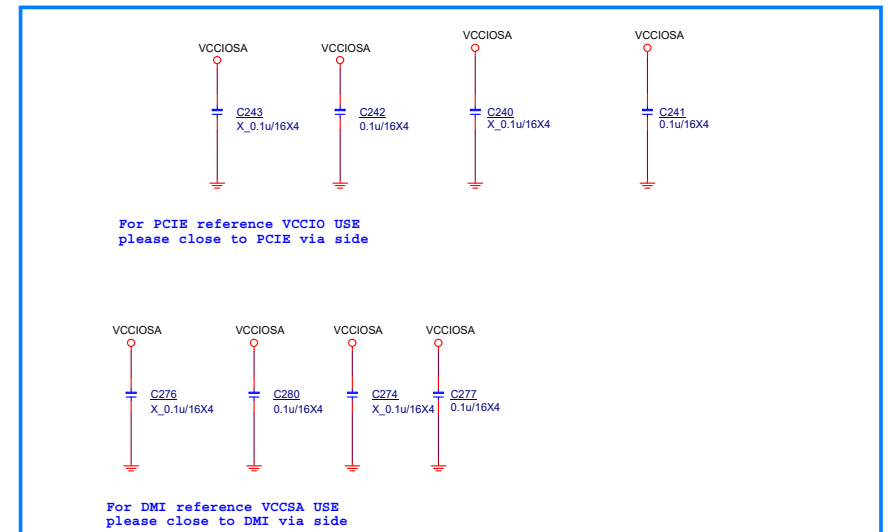 VCCIOSA
VCCIOSA
VCCIOSA
VCCIOSA
C243
X_0.1u/16X4
C242
0.1u/16X4
C240
X_0.1u/16X4
C241
0.1u/16X4
For PCIE reference VCCIO USE
please close to PCIE via side
VCCIOSA
VCCIOSA
VCCIOSA
VCCIOSA
C276
X_0.1u/16X4
C280
0.1u/16X4
C274
X_0.1u/16X4
C277
0.1u/16X4
For DMI reference VCCSA USE
please close to DMI via side